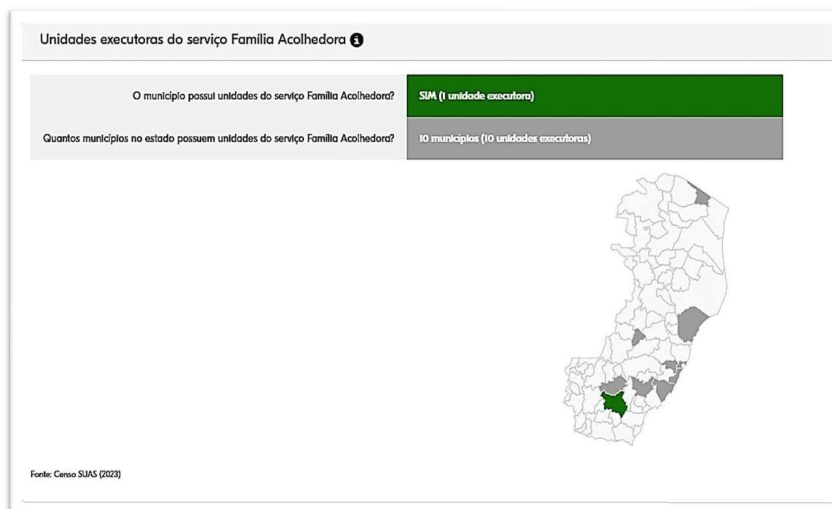 Unidades executoras do serviço Família Acolhedora
O município possui unidades do serviço Família Acolhedora?
SIM (1 unidade executora)
Quantos municípios no estado possuem unidades do serviço Família Acolhedora?
10 municípios (10 unidades executoras)
Fonte: Censo SUAS (2023)